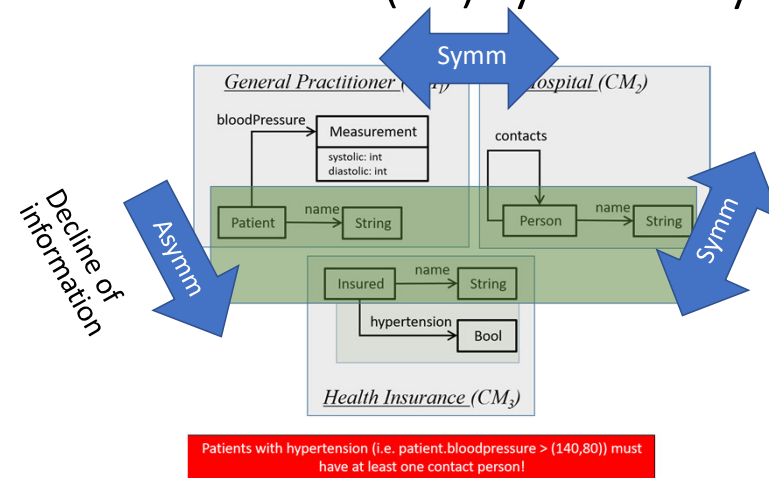 Symm
General Practitioner (
Hospital (CM2)
bloodPressure
Measurement
systolic: int
diastolic: int
contacts
Patient
name
String
Person
name
String
Decline of
information
Asymm
Symm
Insured
name
String
hypertension
Bool
Health Insurance (CM3)
Patients with hypertension (i.e. patient.bloodpressure > (140,80)) must
have at least one contact person!